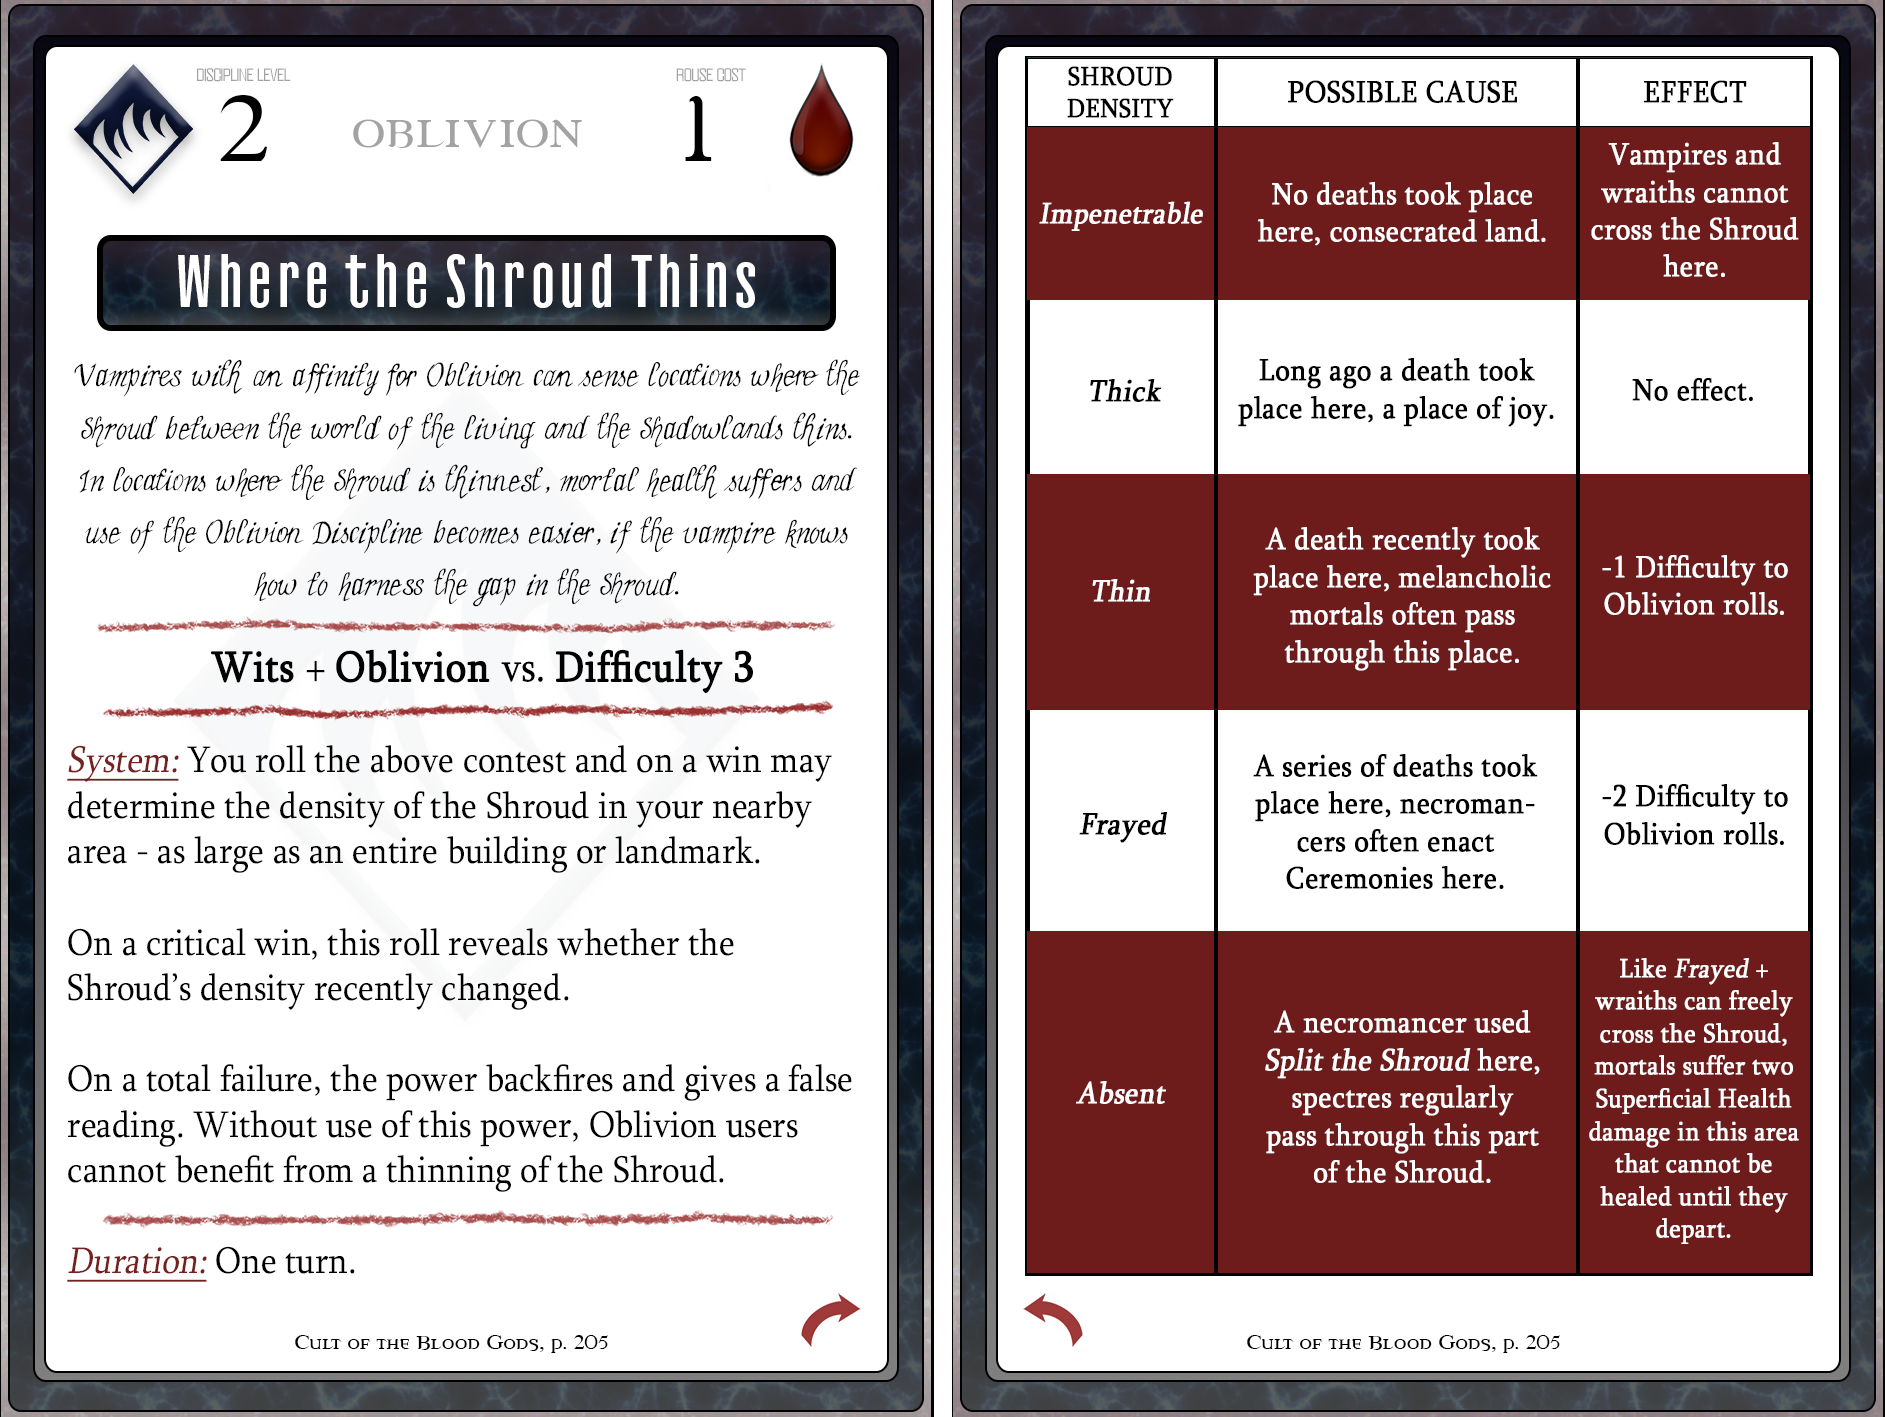 DISCIPLINE LEVEL
2
OBLIVION
ROUSE COST
1
Where the Shroud Thins
Vampires with an affinity for Oblivion can sense locations where the
Shroud between the world of the living and the Shadowlands thins.
In locations where the Shroud is thinnest, mortal health suffers and
use of the Oblivion Discipline becomes easier, if the vampire knows
how to harness the gap in the Shroud.
Wits + Oblivion vs. Difficulty 3
System: You roll the above contest and on a win may
determine the density of the Shroud in your nearby
area - as large as an entire building or landmark.
On a critical win, this roll reveals whether the
Shroud’s density recently changed.
On a total failure, the power backfires and gives a false
reading. Without use of this power, Oblivion users
cannot benefit from a thinning of the Shroud.
Duration: One turn.
Cult of the Blood Gods, p. 205
SHROUD
DENSITY
POSSIBLE CAUSE
EFFECT
Impenetrable
No deaths took place
here, consecrated land.
Vampires and
wraiths cannot
cross the Shroud
here.
Thick
Long ago a death took
place here, a place of joy.
No effect.
Thin
A death recently took
place here, melancholic
mortals often pass
through this place.
-1 Difficulty to
Oblivion rolls.
Frayed
A series of deaths took
place here, necroman-
cers often enact
Ceremonies here.
-2 Difficulty to
Oblivion rolls.
Absent
A necromancer used
Split the Shroud here,
spectres regularly
pass through this part
of the Shroud.
Like Frayed +
wraiths can freely
cross the Shroud,
mortals suffer two
Superficial Health
damage in this area
that cannot be
healed until they
depart.
Cult of the Blood Gods, p. 205